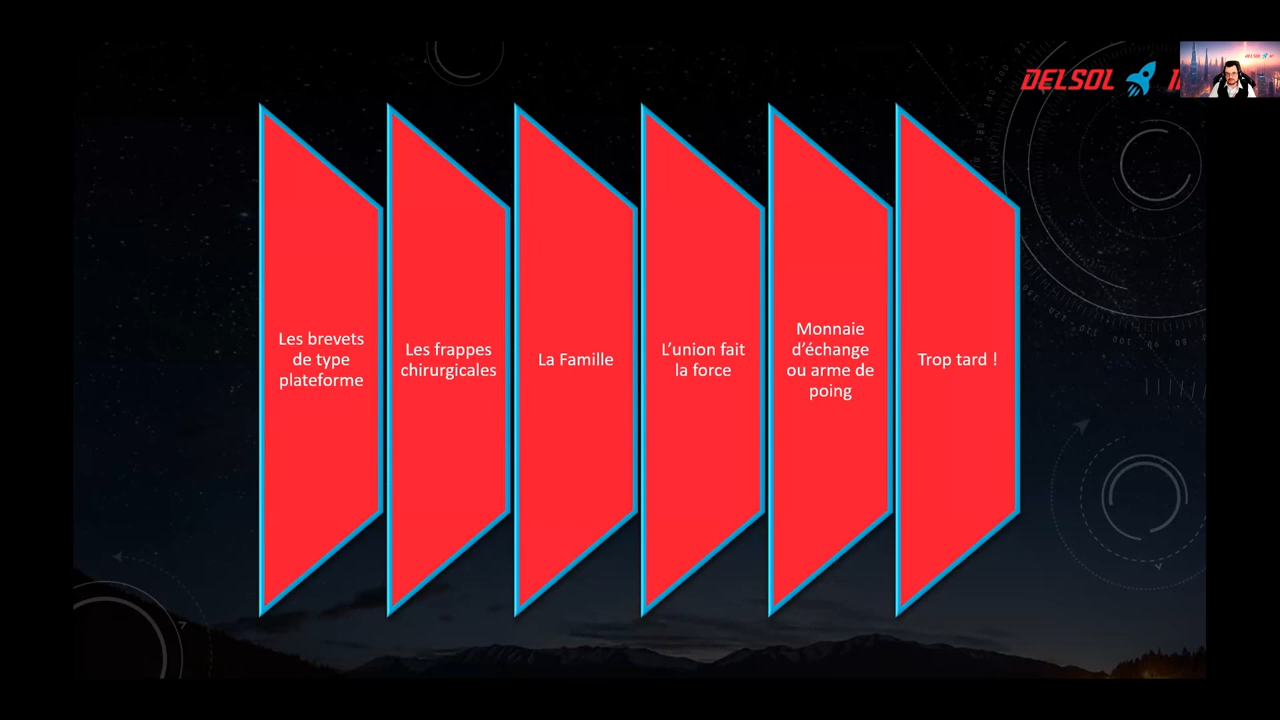 DELSOL
Les brevets
de type
plateforme
Les frappes
chirurgicales
La Famille
L’union fait
la force
Monnaie
d’échange
ou arme de
poing
Trop tard !